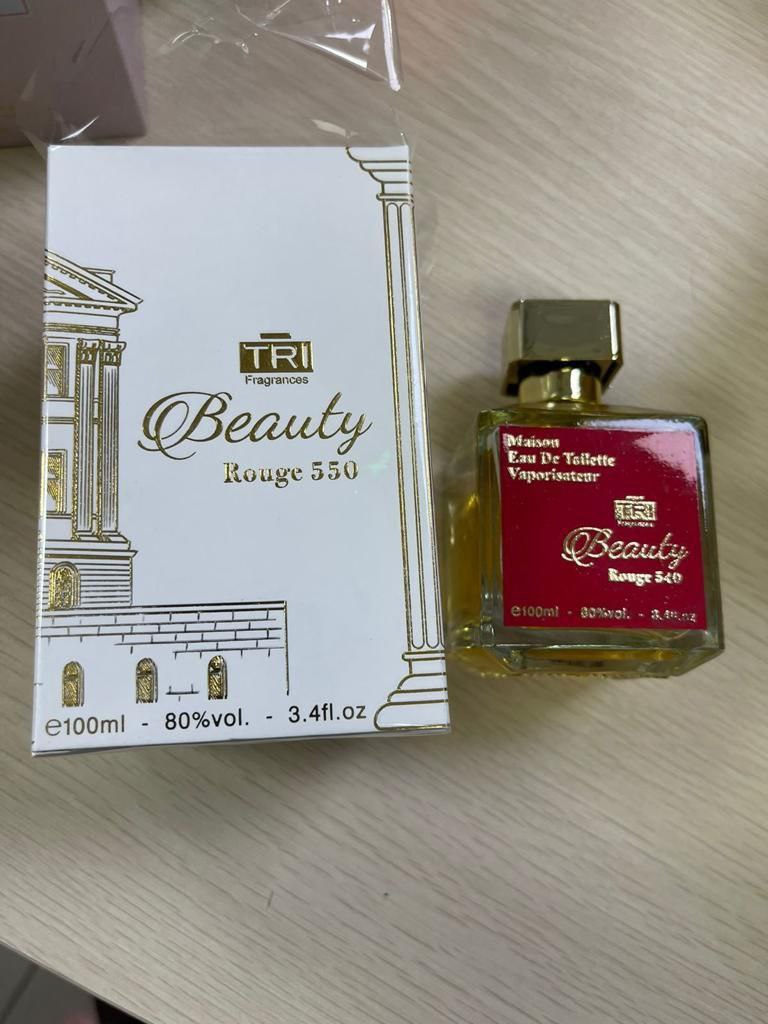 TRI
Fragrances
Beauty
Rouge 550
e100ml - 80%vol. - 3.4fl.oz
Maison
Eau De Toilette
Vaporisateur
TRI
Fragrances
Beauty
Rouge 540
e100ml - 80%vol. - 3.4fl.oz